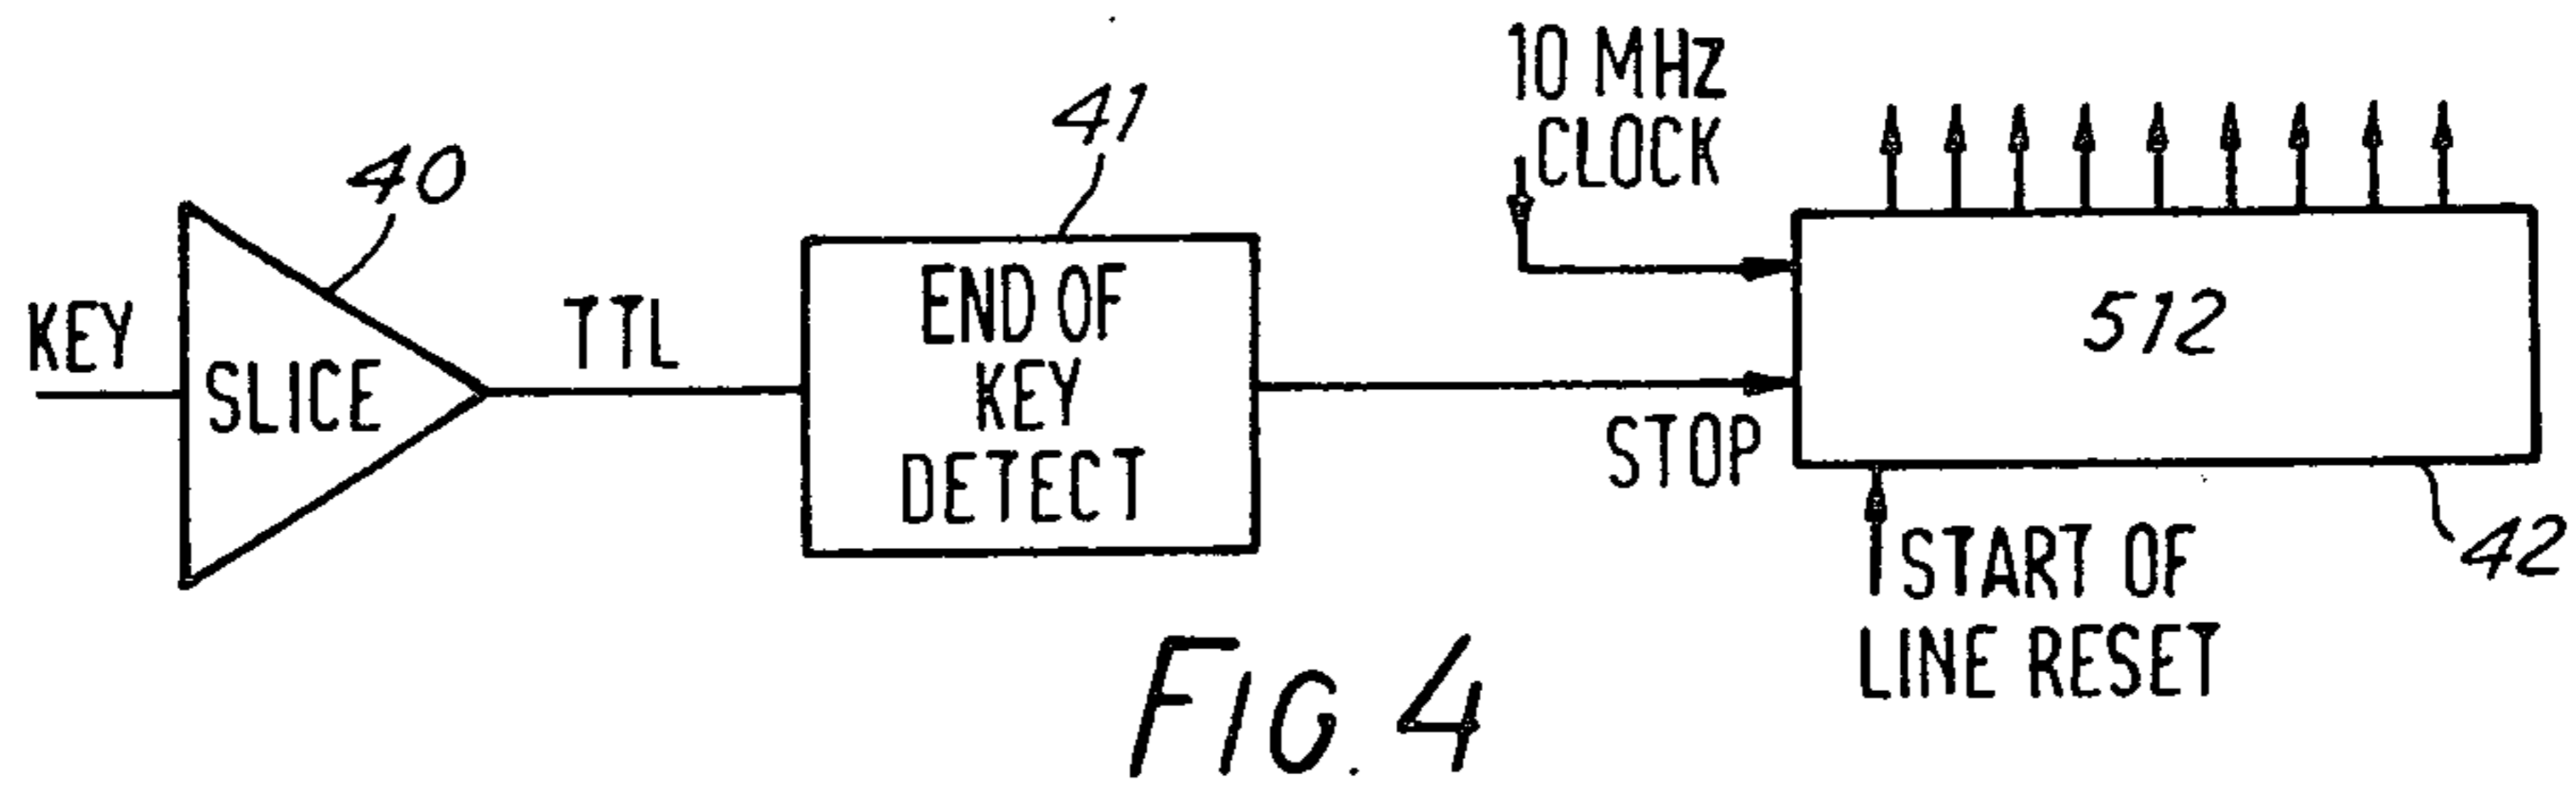 KEY
SLICE
40
TTL
41
END OF
KEY
DETECT
10 MHZ
CLOCK
STOP
512
START OF
LINE RESET
42
FIG. 4